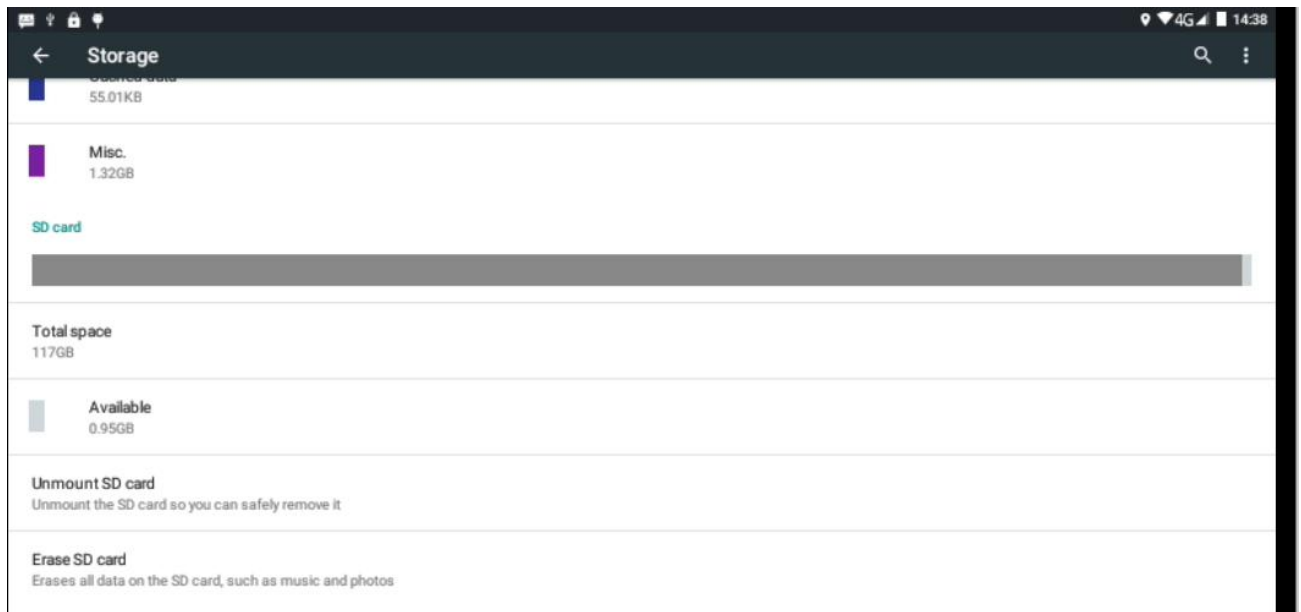 4G 14:38
Storage
55.01KB
Misc.
1.32GB
SD card
Total space
117GB
Available
0.95GB
Unmount SD card
Unmount the SD card so you can safely remove it
Erase SD card
Erases all data on the SD card, such as music and photos